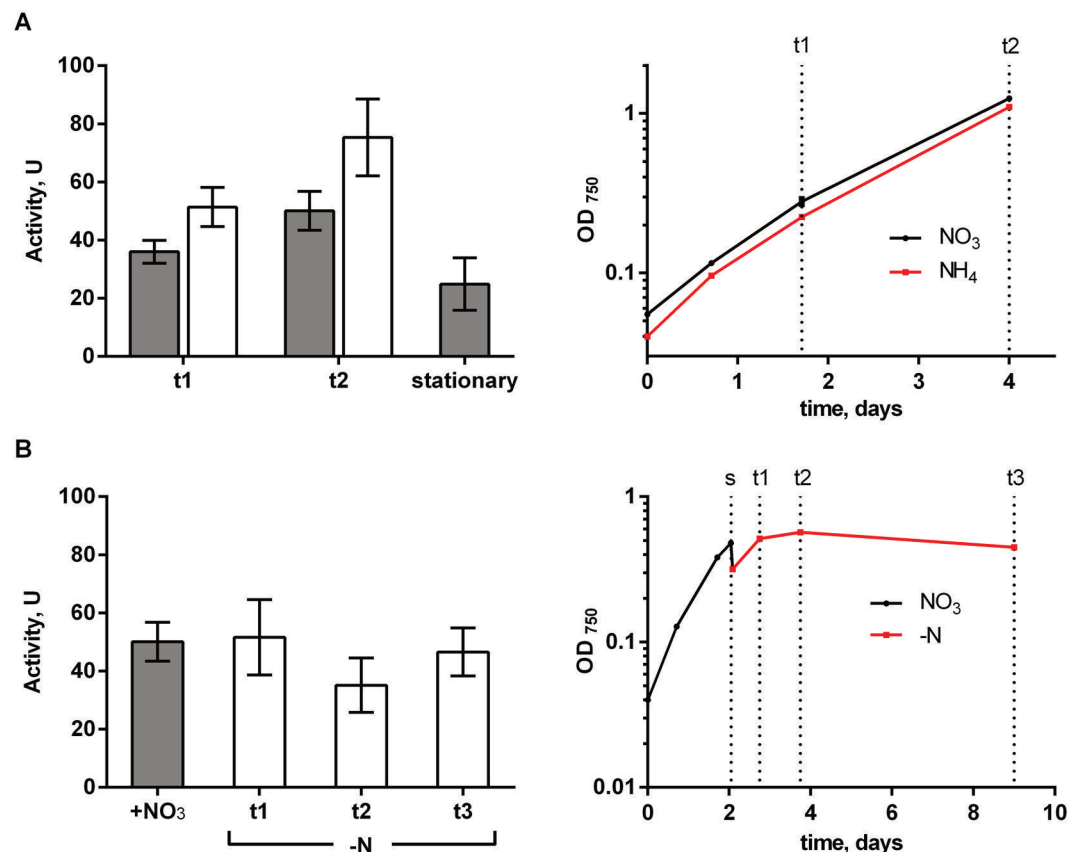 A
100
80
60
40
20
0
Activity, U
t1
t2
stationary
t1
t2
1
0.1
OD 750
NO3
NH4
0
1
2
3
4
time, days
B
100
80
60
40
20
0
Activity, U
+NO3
t1
t2
t3
-N
s
t1
t2
t3
1
0.1
0.01
OD 750
NO3
-N
0
2
4
6
8
10
time, days